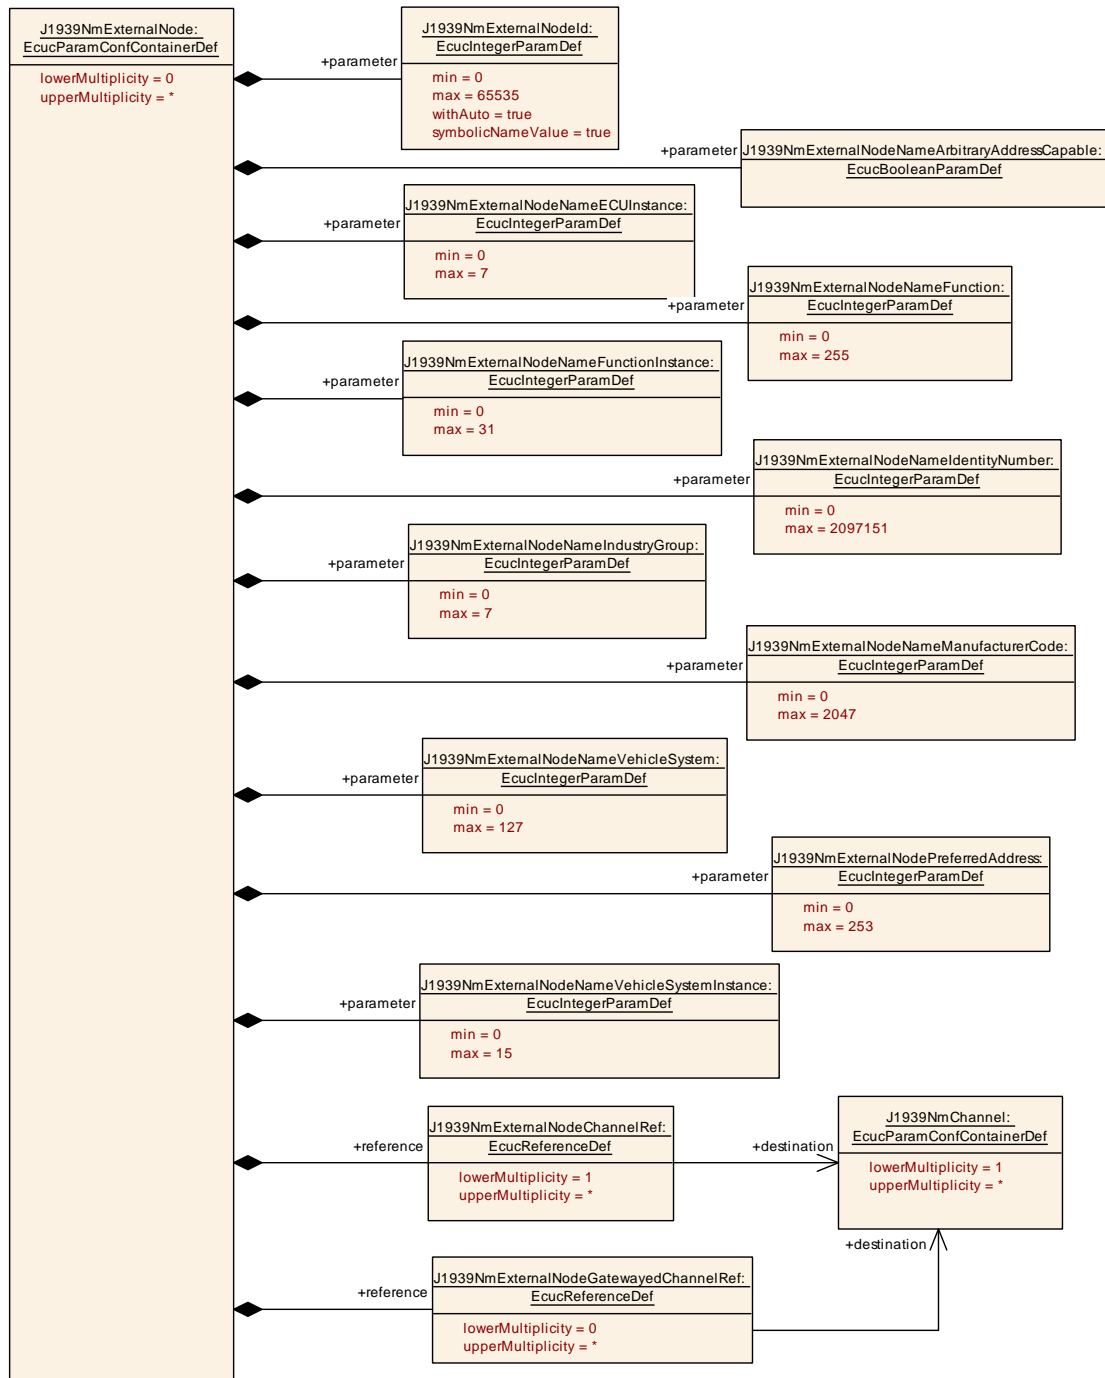 J1939NmExternalNode:
EcucParamConfContainerDef
lowerMultiplicity = 0
upperMultiplicity = *
+parameter
J1939NmExternalNodeId:
EcucIntegerParamDef
min = 0
max = 65535
withAuto = true
symbolicNameValue = true
+parameter
J1939NmExternalNodeNameArbitraryAddressCapable:
EcucBooleanParamDef
+parameter
J1939NmExternalNodeNameECUInstance:
EcucIntegerParamDef
min = 0
max = 7
+parameter
J1939NmExternalNodeNameFunction:
EcucIntegerParamDef
min = 0
max = 255
+parameter
J1939NmExternalNodeNameFunctionInstance:
EcucIntegerParamDef
min = 0
max = 31
+parameter
J1939NmExternalNodeNameIdentityNumber:
EcucIntegerParamDef
min = 0
max = 2097151
+parameter
J1939NmExternalNodeNameIndustryGroup:
EcucIntegerParamDef
min = 0
max = 7
+parameter
J1939NmExternalNodeNameManufacturerCode:
EcucIntegerParamDef
min = 0
max = 2047
+parameter
J1939NmExternalNodeNameVehicleSystem:
EcucIntegerParamDef
min = 0
max = 127
+parameter
J1939NmExternalNodePreferredAddress:
EcucIntegerParamDef
min = 0
max = 253
+parameter
J1939NmExternalNodeNameVehicleSystemInstance:
EcucIntegerParamDef
min = 0
max = 15
+reference
J1939NmExternalNodeChannelRef:
EcucReferenceDef
lowerMultiplicity = 1
upperMultiplicity = *
+destination
J1939NmChannel:
EcucParamConfContainerDef
lowerMultiplicity = 1
upperMultiplicity = *
+destination
+reference
J1939NmExternalNodeGatewayedChannelRef:
EcucReferenceDef
lowerMultiplicity = 0
upperMultiplicity = *